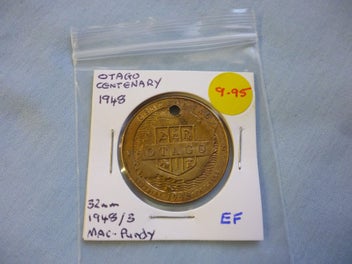 OTAGO
CENTENARY
1948
9-95
OTAGO
32mm
1948/3
MAC-PURDY
EF